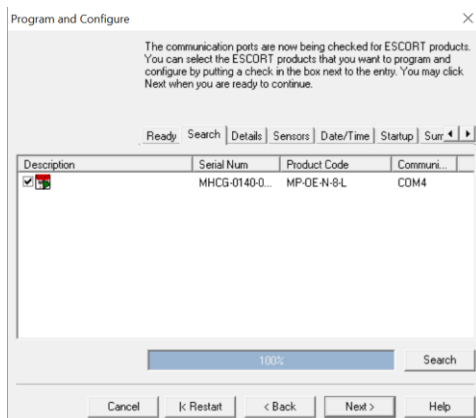 Program and Configure
The communication ports are now being checked for ESCORT products.
You can select the ESCORT products that you want to program and
configure by putting a check in the box next to the entry. You may click
Next when you are ready to continue.
Ready Search Details Sensors Date/Time Startup Sum
Description Serial Num Product Code Communi...
MHCG-0140-0... MP-OE-N-8-L COM4
100%
Search
Cancel |< Restart < Back Next > Help